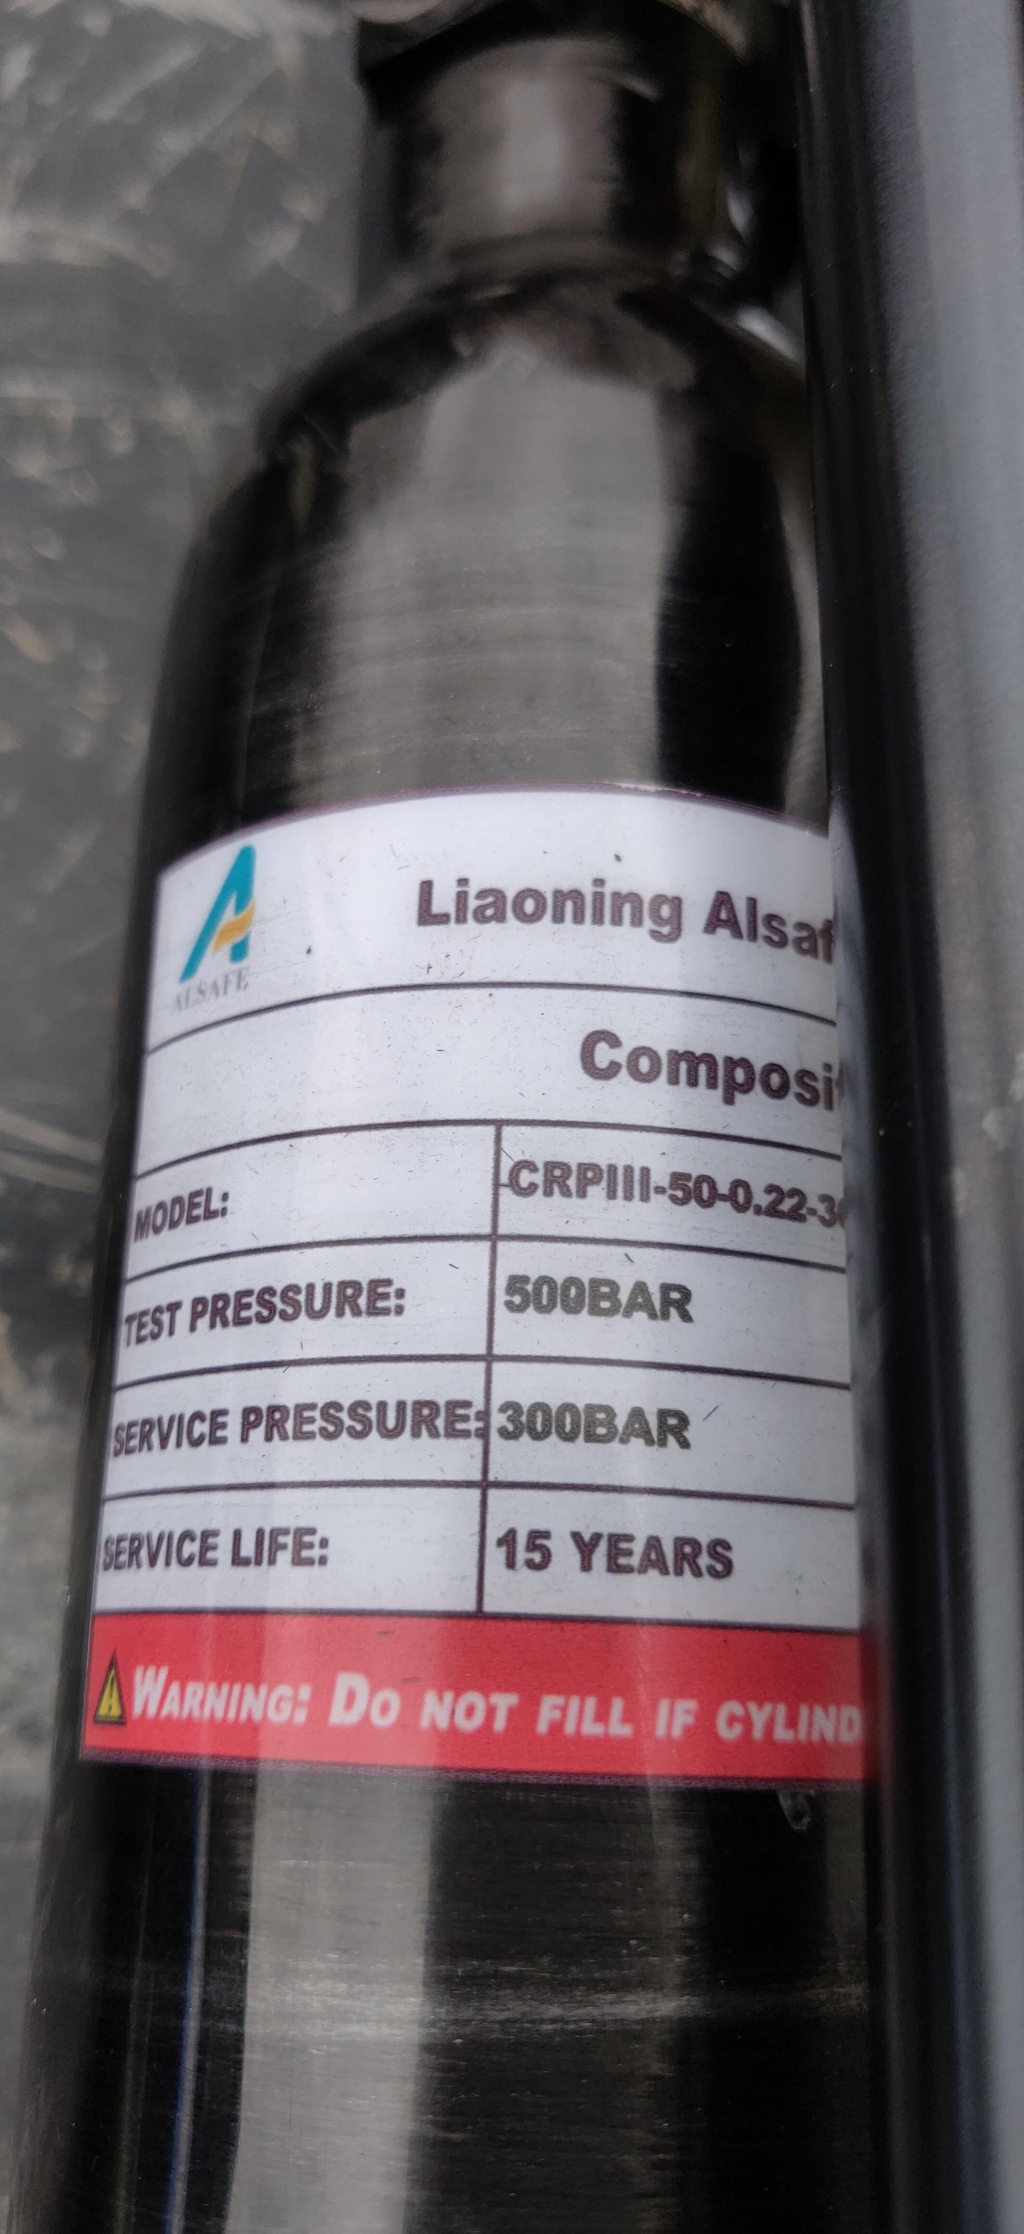 ALSAFE
Liaoning Alsaf
Composi
MODEL: CRPIII-50-0.22-3
TEST PRESSURE: 500BAR
SERVICE PRESSURE: 300BAR
SERVICE LIFE: 15 YEARS
WARNING: DO NOT FILL IF CYLIND